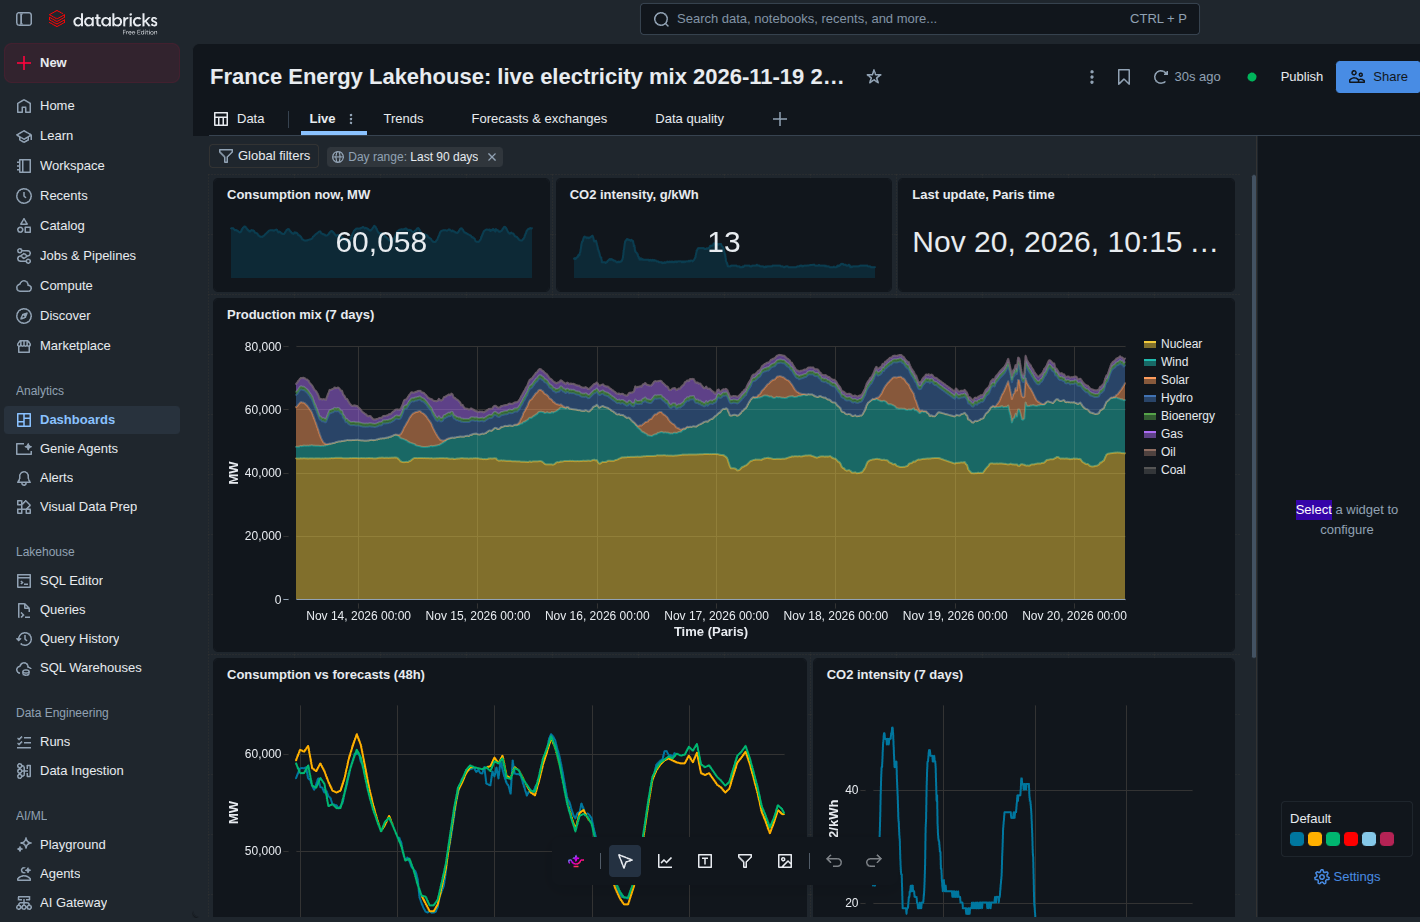 databricks
Free Edition
Search data, notebooks, recents, and more...
CTRL + P
New
Home
Learn
Workspace
Recents
Catalog
Jobs & Pipelines
Compute
Discover
Marketplace
Analytics
Dashboards
Genie Agents
Alerts
Visual Data Prep
Lakehouse
SQL Editor
Queries
Query History
SQL Warehouses
Data Engineering
Runs
Data Ingestion
AI/ML
Playground
Agents
AI Gateway
France Energy Lakehouse: live electricity mix 2026-11-19 2…
30s ago
Publish
Share
Data
Live
Trends
Forecasts & exchanges
Data quality
Global filters
Day range: Last 90 days
Consumption now, MW
60,058
CO2 intensity, g/kWh
13
Last update, Paris time
Nov 20, 2026, 10:15 …
Production mix (7 days)
80,000
60,000
40,000
20,000
0
MW
Nov 14, 2026 00:00
Nov 15, 2026 00:00
Nov 16, 2026 00:00
Nov 17, 2026 00:00
Nov 18, 2026 00:00
Nov 19, 2026 00:00
Nov 20, 2026 00:00
Time (Paris)
Nuclear
Wind
Solar
Hydro
Bioenergy
Gas
Oil
Coal
Consumption vs forecasts (48h)
60,000
50,000
MW
CO2 intensity (7 days)
40
20
2/kWh
Select a widget to
configure
Default
Settings